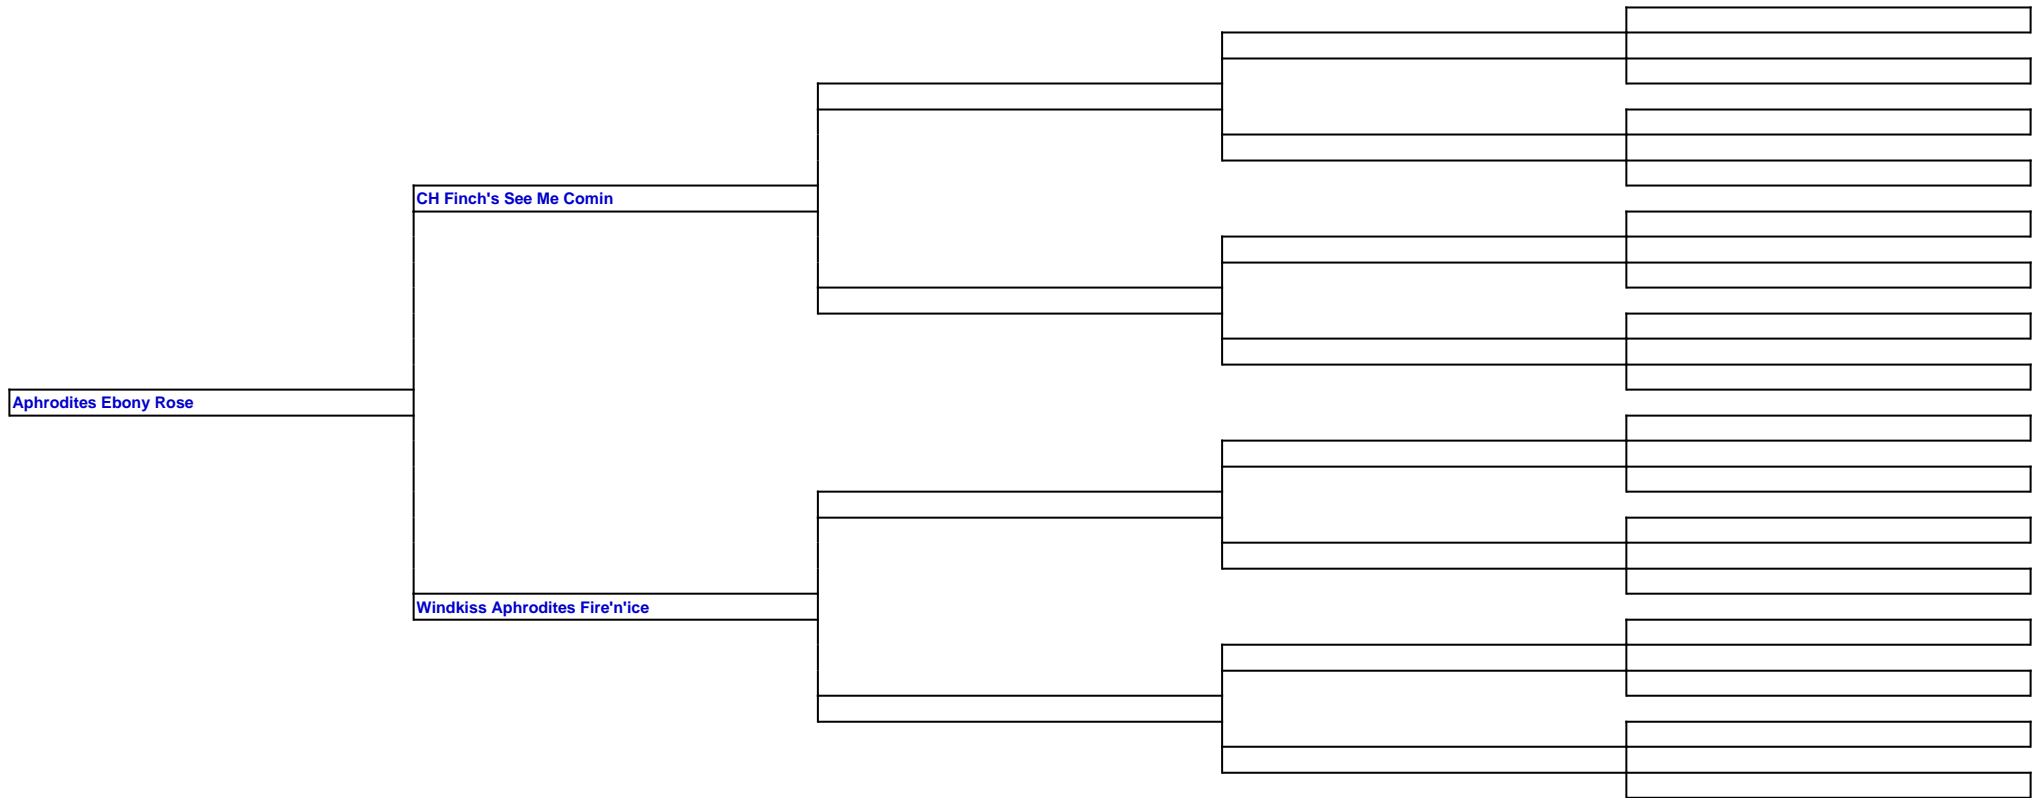 CH Finch's See Me Comin
Aphrodites Ebony Rose
Windkiss Aphrodites Fire'n'ice